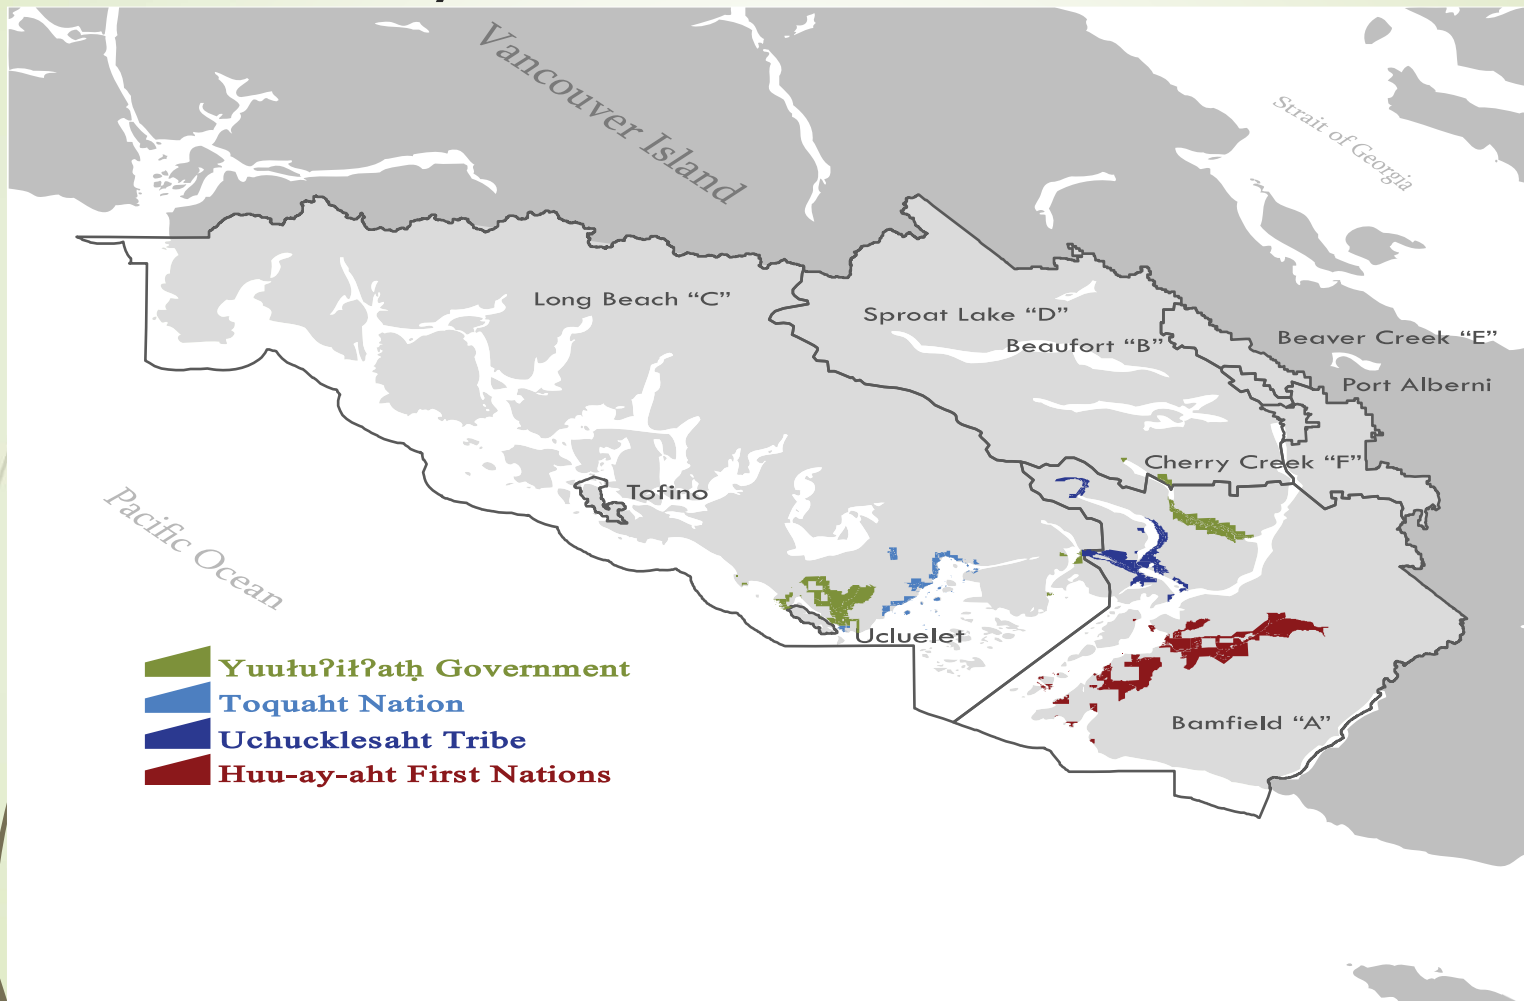 Vancouver Island
Strait of Georgia
Long Beach “C”
Sproat Lake “D”
Beaufort “B”
Beaver Creek “E”
Port Alberni
Cherry Creek “F”
Tofino
Pacific Ocean
Ucluelet
Bamfield “A”
Yuułuʔiłʔatḥ Government
Toquaht Nation
Uchucklesaht Tribe
Huu-ay-aht First Nations